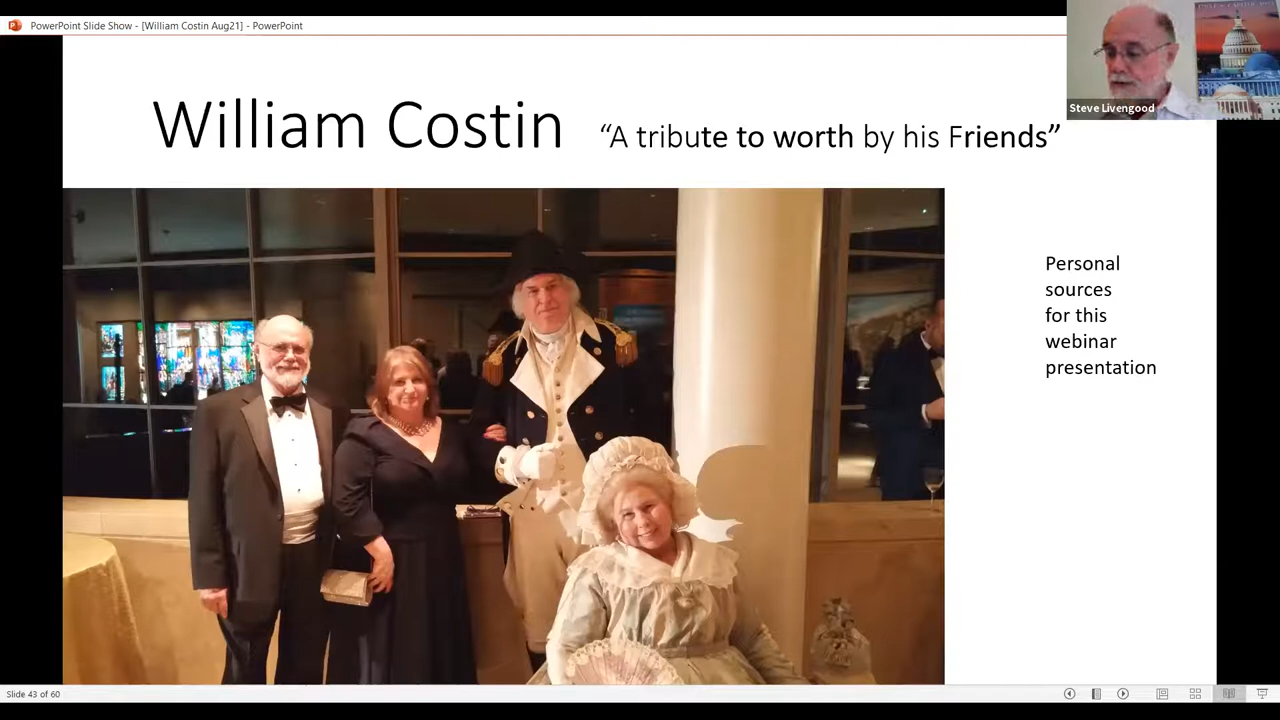 PowerPoint Slide Show - [William Costin Aug21] - PowerPoint
Steve Livengood
William Costin “A tribute to worth by his Friends”
Personal
sources
for this
webinar
presentation
Slide 43 of 60